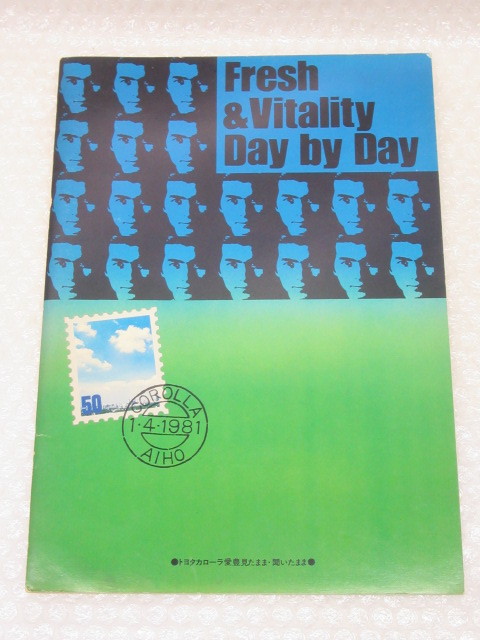 Fresh
&Vitality
Day by Day
50
COROLLA
1·4·1981
AIHO
●トヨタカローラ愛豊見たまま・聞いたまま●